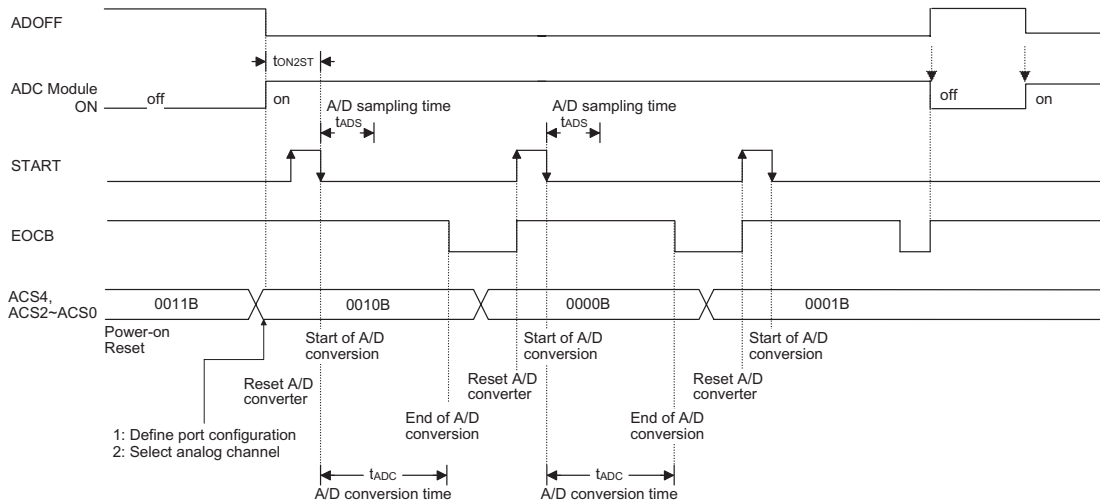 ADOFF
tON2ST
ADC Module
ON
off
on
off
on
A/D sampling time
tADS
A/D sampling time
tADS
START
EOCB
ACS4,
ACS2~ACS0
0011B
0010B
0000B
0001B
Power-on
Reset
Start of A/D
conversion
Start of A/D
conversion
Start of A/D
conversion
Reset A/D
converter
Reset A/D
converter
Reset A/D
converter
End of A/D
conversion
End of A/D
conversion
1: Define port configuration
2: Select analog channel
tADC
A/D conversion time
tADC
A/D conversion time